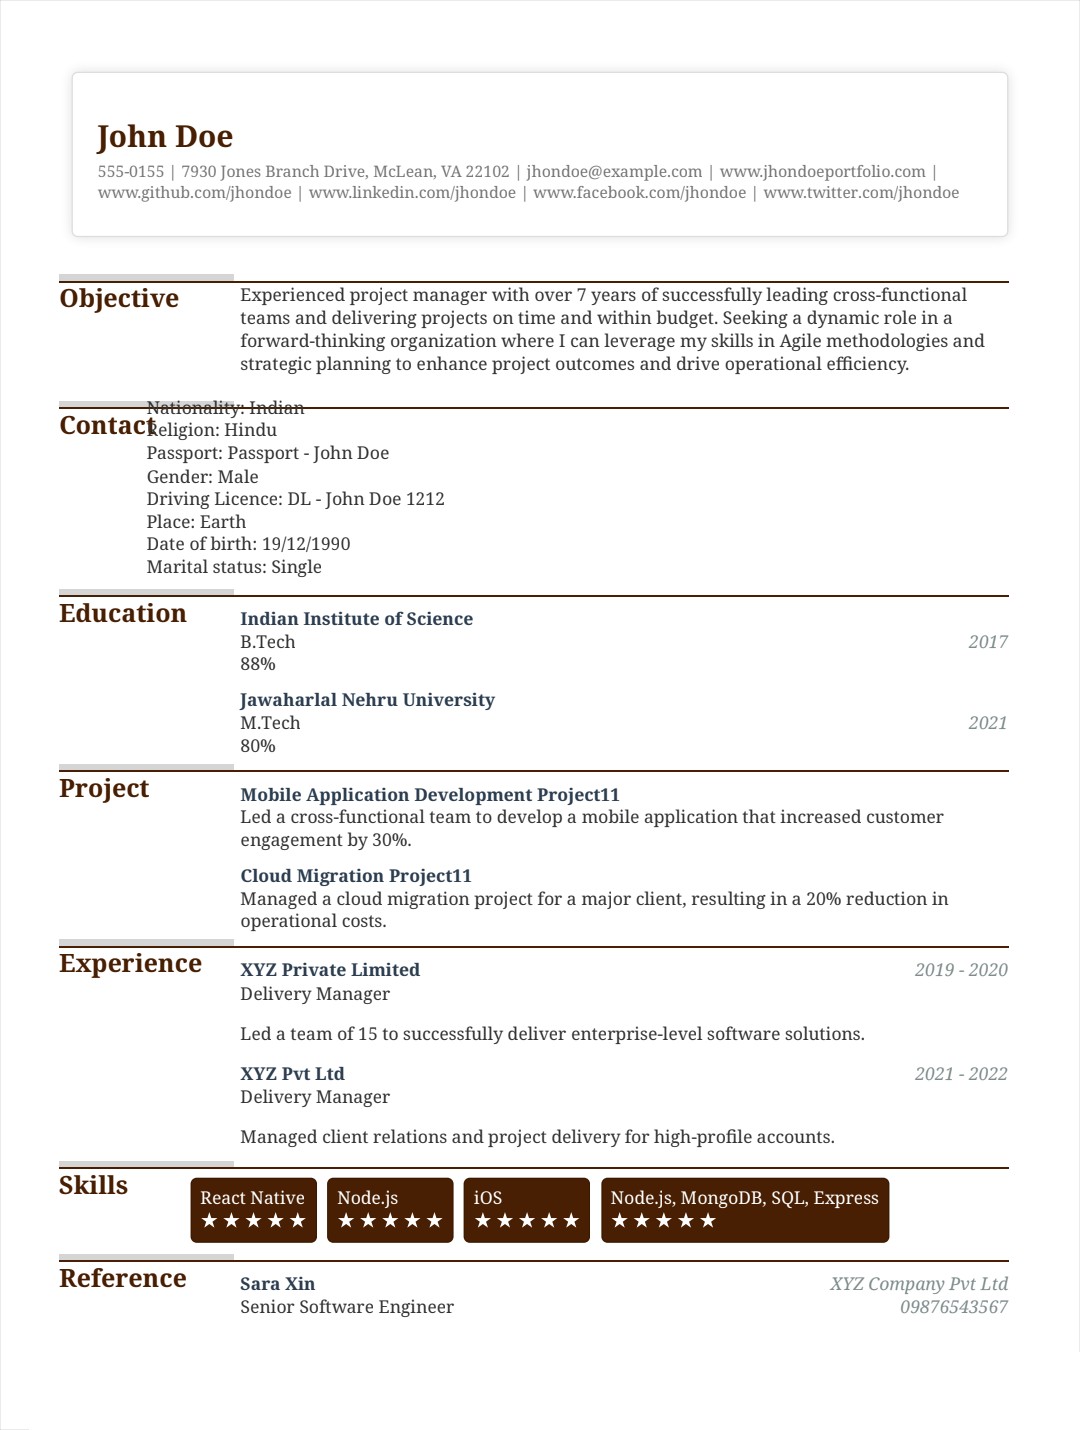 John Doe
555-0155 | 7930 Jones Branch Drive, McLean, VA 22102 | jhondoe@example.com | www.jhondoeportfolio.com |
www.github.com/jhondoe | www.linkedin.com/jhondoe | www.facebook.com/jhondoe | www.twitter.com/jhondoe
Objective
Experienced project manager with over 7 years of successfully leading cross-functional
teams and delivering projects on time and within budget. Seeking a dynamic role in a
forward-thinking organization where I can leverage my skills in Agile methodologies and
strategic planning to enhance project outcomes and drive operational efficiency.
Contact
Nationality: Indian
Religion: Hindu
Passport: Passport - John Doe
Gender: Male
Driving Licence: DL - John Doe 1212
Place: Earth
Date of birth: 19/12/1990
Marital status: Single
Education
Indian Institute of Science
B.Tech 2017
88%
Jawaharlal Nehru University
M.Tech 2021
80%
Project
Mobile Application Development Project11
Led a cross-functional team to develop a mobile application that increased customer
engagement by 30%.
Cloud Migration Project11
Managed a cloud migration project for a major client, resulting in a 20% reduction in
operational costs.
Experience
XYZ Private Limited 2019 - 2020
Delivery Manager
Led a team of 15 to successfully deliver enterprise-level software solutions.
XYZ Pvt Ltd 2021 - 2022
Delivery Manager
Managed client relations and project delivery for high-profile accounts.
Skills
React Native
★ ★ ★ ★ ★
Node.js
★ ★ ★ ★ ★
iOS
★ ★ ★ ★ ★
Node.js, MongoDB, SQL, Express
★ ★ ★ ★ ★
Reference
Sara Xin XYZ Company Pvt Ltd
Senior Software Engineer 09876543567